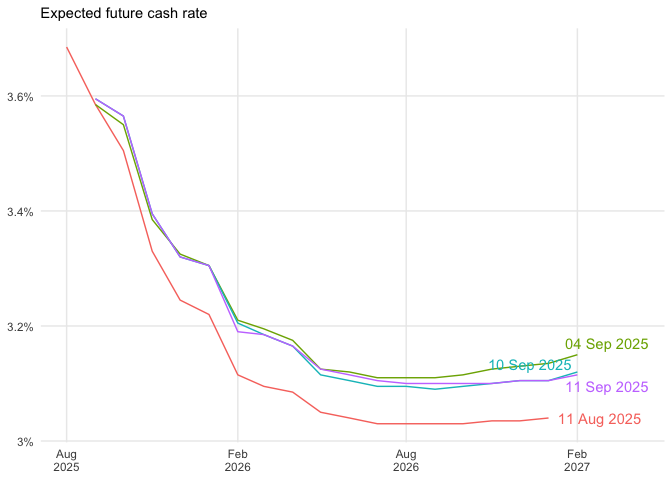 Expected future cash rate
3.6%
3.4%
3.2%
3%
04 Sep 2025
10 Sep 2025
11 Sep 2025
11 Aug 2025
Aug
2025
Feb
2026
Aug
2026
Feb
2027